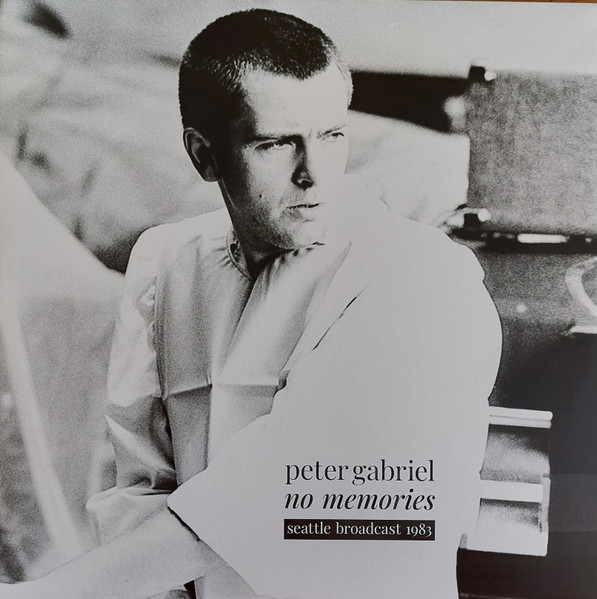 peter gabriel
no memories
seattle broadcast 1983